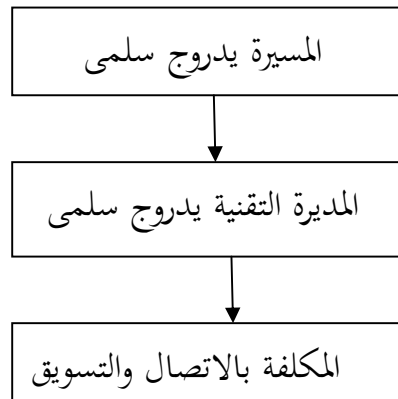 المسيرة يدروج سلمى
المديرة التقنية يدروج سلمى
المكلفة بالاتصال والتسويق